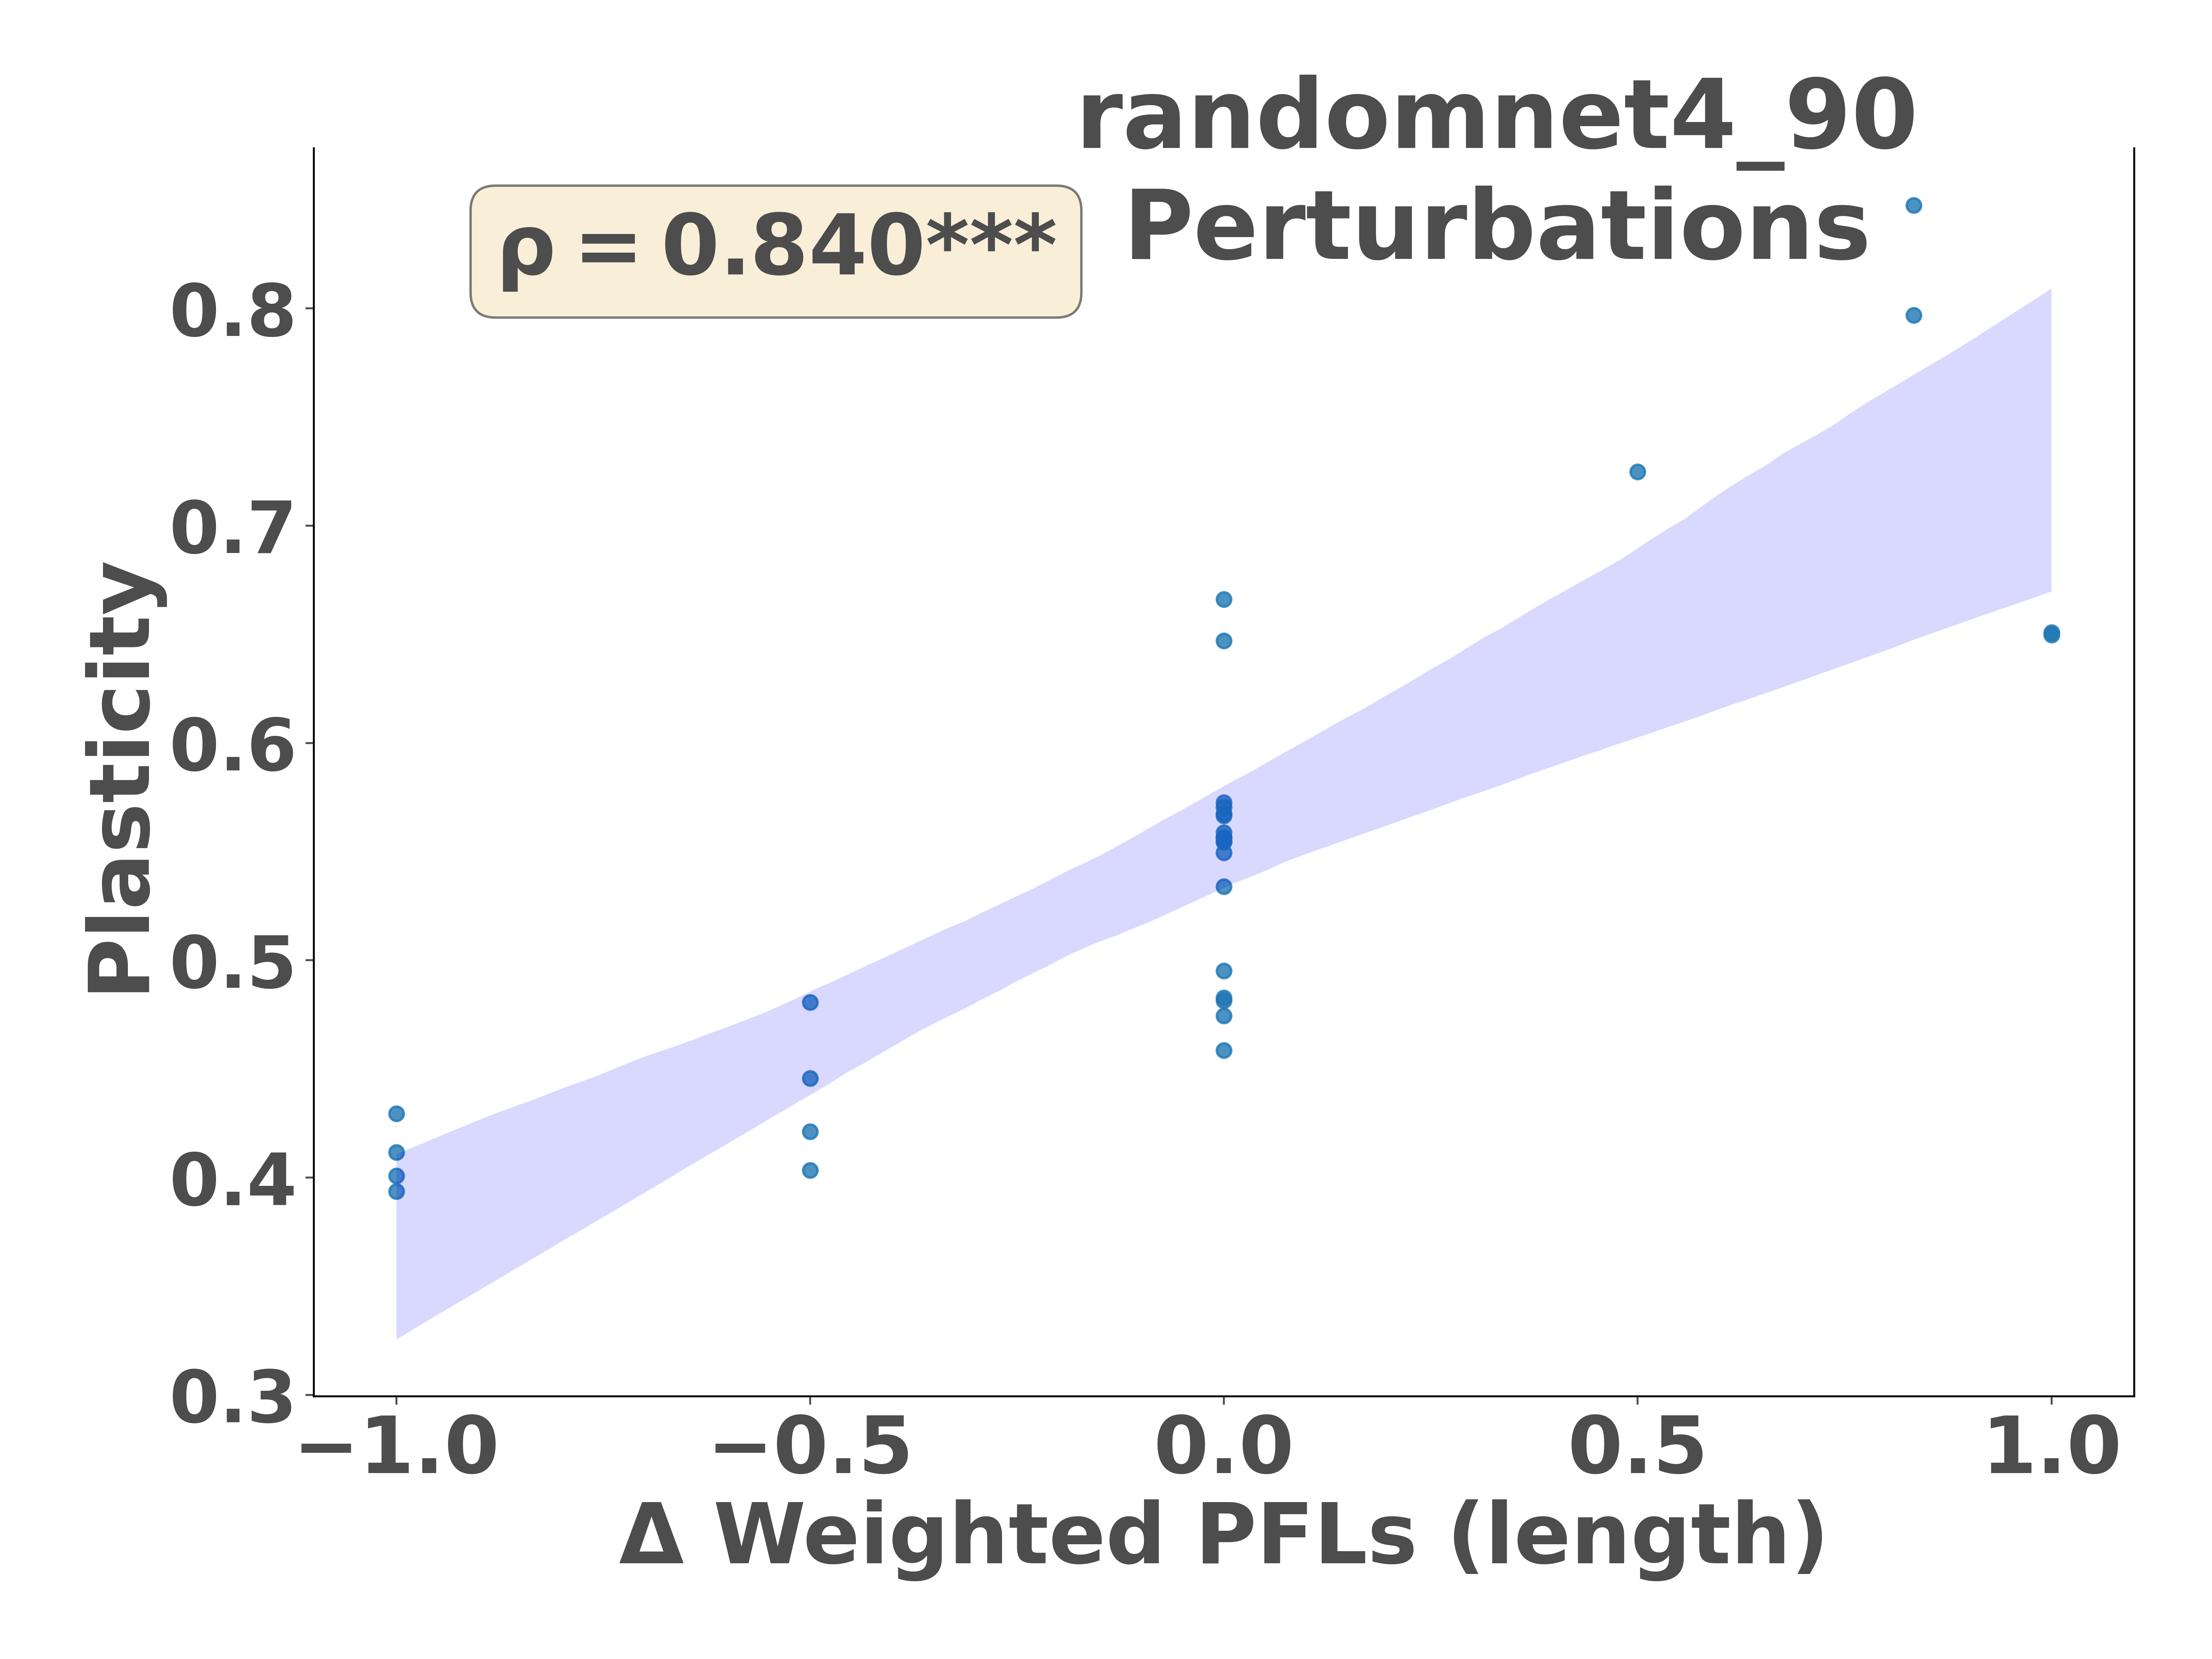 randomnet4_90
Perturbations
ρ = 0.840***
Plasticity
0.8
0.7
0.6
0.5
0.4
0.3
−1.0
−0.5
0.0
0.5
1.0
Δ Weighted PFLs (length)